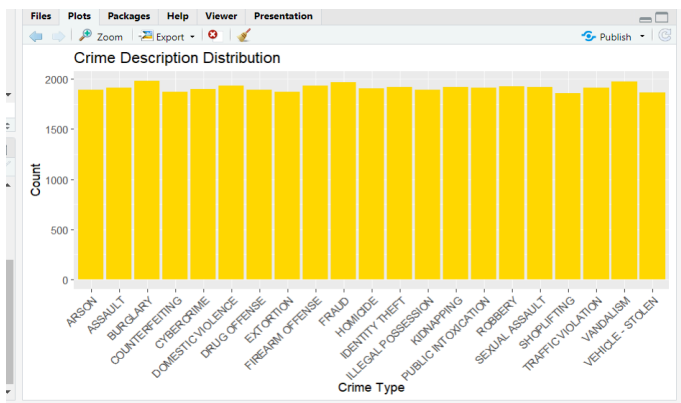 Files Plots Packages Help Viewer Presentation
Zoom Export Publish
Crime Description Distribution
2000
1500
1000
500
0
Count
ARSON
ASSAULT
BURGLARY
COUNTERFEITING
CYBERCRIME
DOMESTIC VIOLENCE
DRUG OFFENSE
EXTORTION
FIREARM OFFENSE
FRAUD
HOMICIDE
IDENTITY THEFT
ILLEGAL POSSESSION
KIDNAPPING
PUBLIC INTOXICATION
ROBBERY
SEXUAL ASSAULT
SHOPLIFTING
TRAFFIC VIOLATION
VANDALISM
VEHICLE - STOLEN
Crime Type